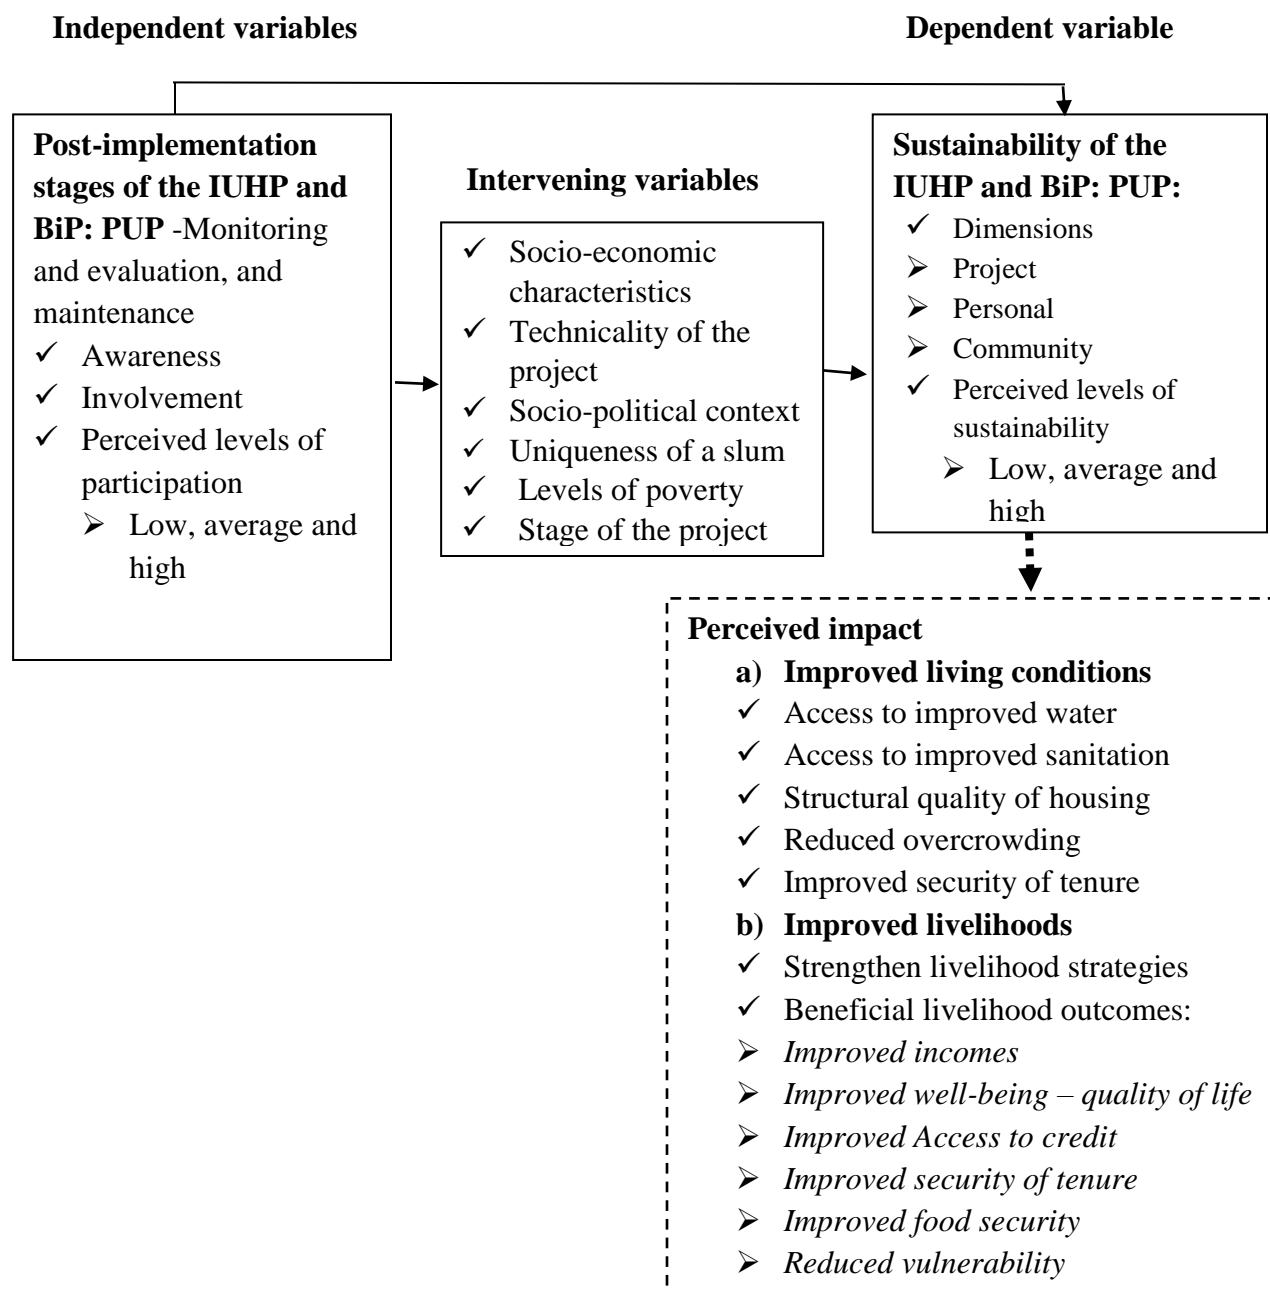 Independent variables
Dependent variable
Post-implementation
stages of the IUHP and
BiP: PUP -Monitoring
and evaluation, and
maintenance
✓ Awareness
✓ Involvement
✓ Perceived levels of
participation
➢ Low, average and
high
Intervening variables
✓ Socio-economic
characteristics
✓ Technicality of the
project
✓ Socio-political context
✓ Uniqueness of a slum
✓ Levels of poverty
✓ Stage of the project
Sustainability of the
IUHP and BiP: PUP:
✓ Dimensions
➢ Project
➢ Personal
➢ Community
✓ Perceived levels of
sustainability
➢ Low, average and
high
Perceived impact
a) Improved living conditions
✓ Access to improved water
✓ Access to improved sanitation
✓ Structural quality of housing
✓ Reduced overcrowding
✓ Improved security of tenure
b) Improved livelihoods
✓ Strengthen livelihood strategies
✓ Beneficial livelihood outcomes:
➢ Improved incomes
➢ Improved well-being – quality of life
➢ Improved Access to credit
➢ Improved security of tenure
➢ Improved food security
➢ Reduced vulnerability